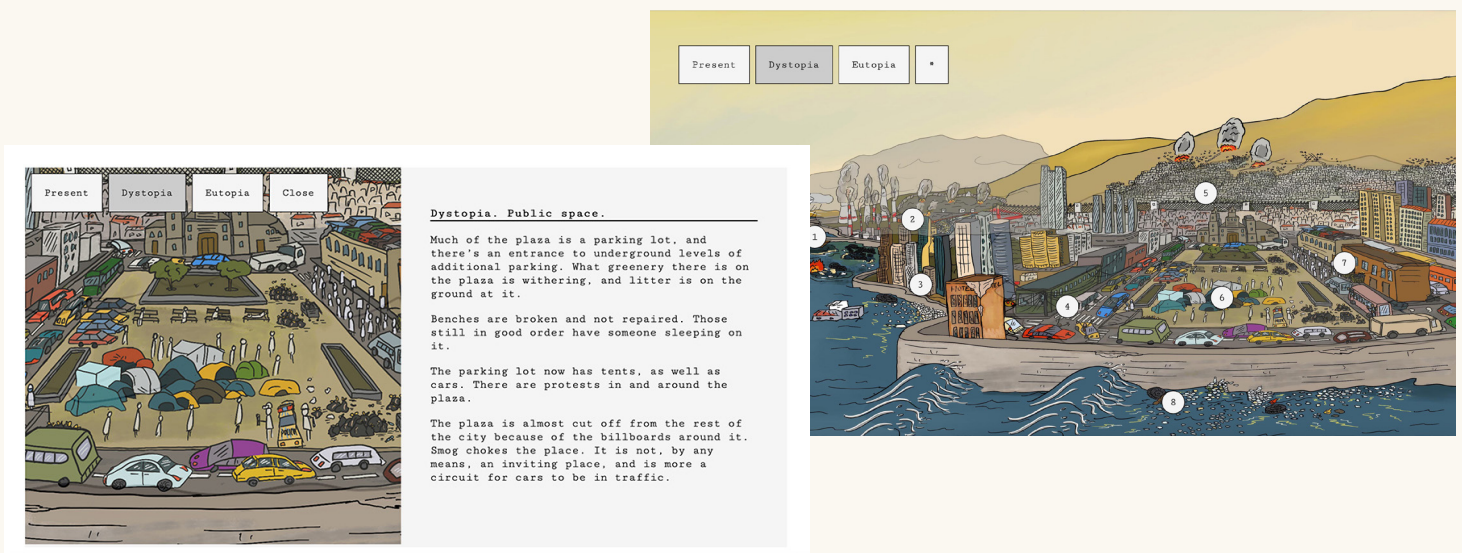 Present
Dystopia
Eutopia
Present
Dystopia
Eutopia
Close
Dystopia. Public space.
Much of the plaza is a parking lot, and
there's an entrance to underground levels of
additional parking. What greenery there is on
the plaza is withering, and litter is on the
ground at it.
Benches are broken and not repaired. Those
still in good order have someone sleeping on
it.
The parking lot now has tents, as well as
cars. There are protests in and around the
plaza.
The plaza is almost cut off from the rest of
the city because of the billboards around it.
Smog chokes the place. It is not, by any
means, an inviting place, and is more a
circuit for cars to be in traffic.
1
2
3
4
5
6
7
8